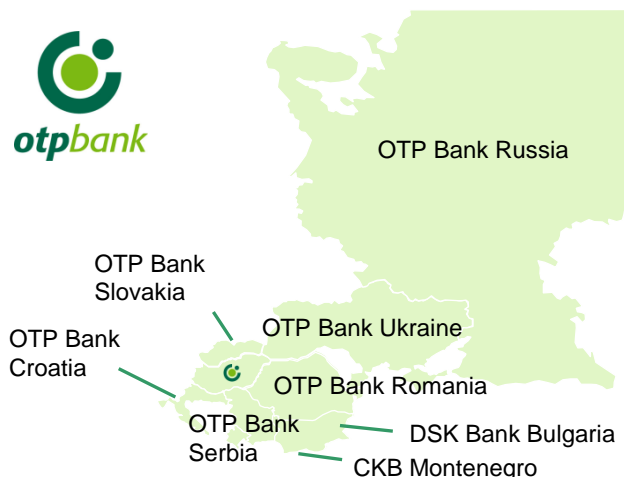 otpbank
OTP Bank Russia
OTP Bank
Slovakia
OTP Bank Ukraine
OTP Bank
Croatia
OTP Bank Romania
OTP Bank
Serbia
DSK Bank Bulgaria
CKB Montenegro